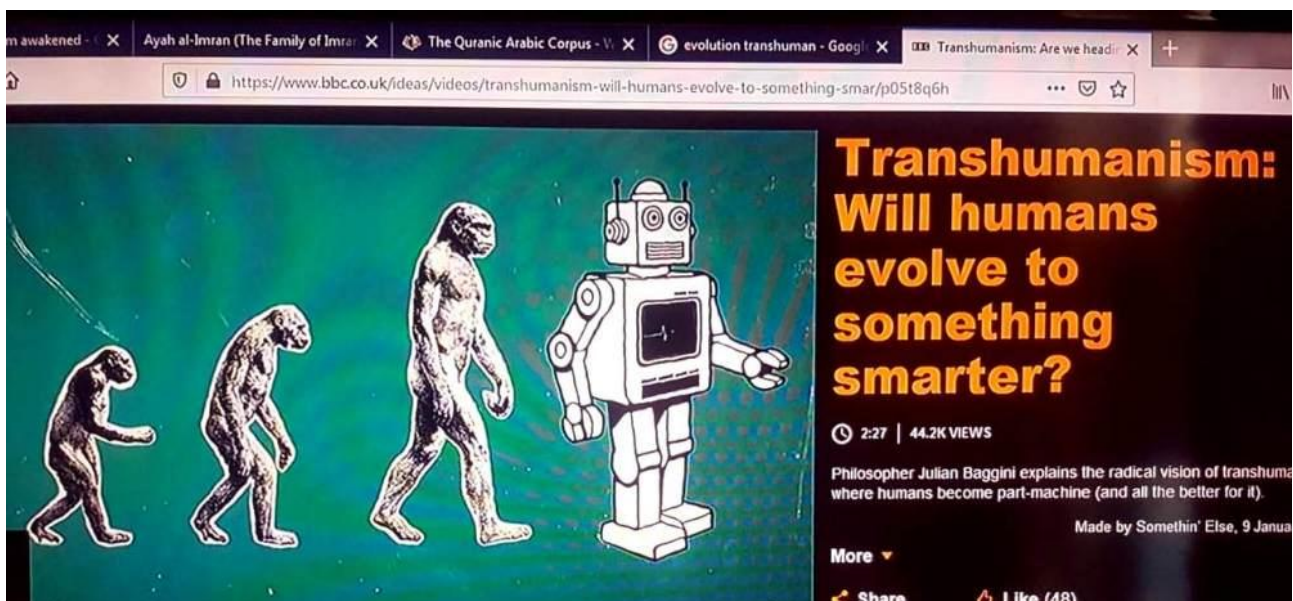 m awakened -
Ayah al-Imran (The Family of Imra
The Quranic Arabic Corpus - W
evolution transhuman - Googl
Transhumanism: Are we headin
https://www.bbc.co.uk/ideas/videos/transhumanism-will-humans-evolve-to-something-smar/p05t8q6h
Transhumanism:
Will humans
evolve to
something
smarter?
2:27 | 44.2K VIEWS
Philosopher Julian Baggini explains the radical vision of transhuma
where humans become part-machine (and all the better for it).
Made by Somethin' Else, 9 Janua
More
Share
Like (48)